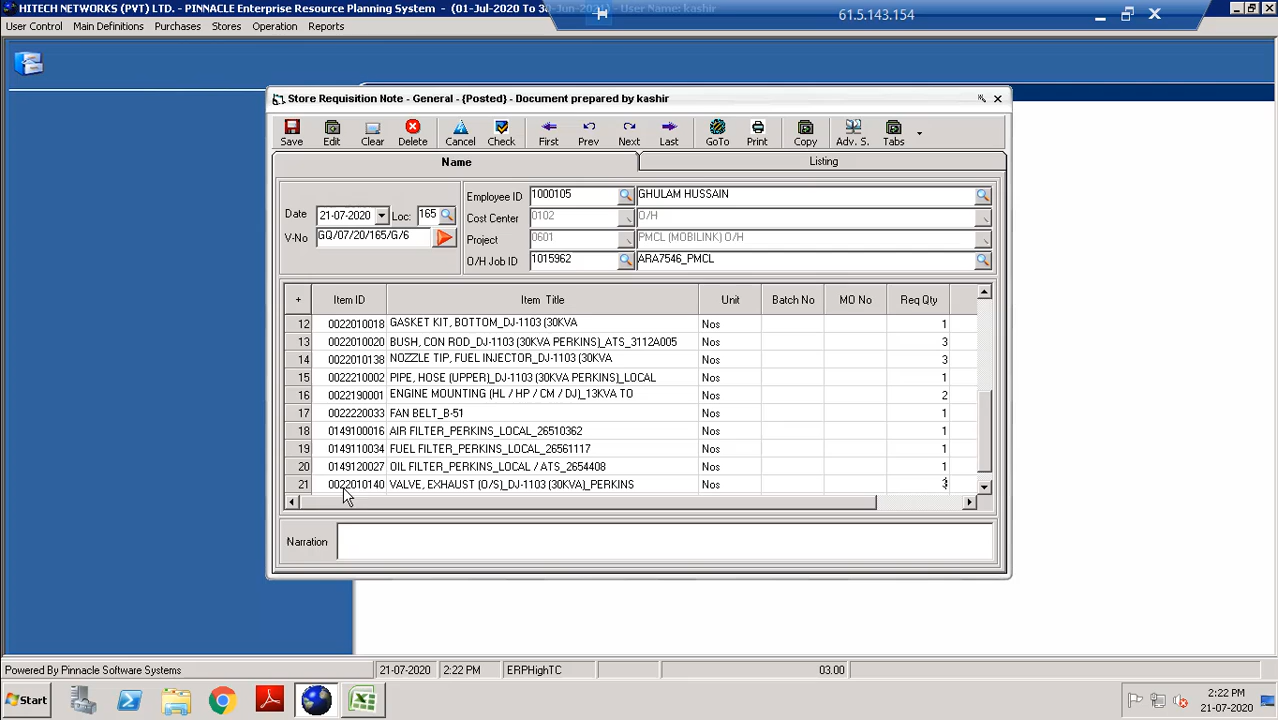 HITECH NETWORKS (PVT) LTD. - PINNACLE Enterprise Resource Planning System - (01-Jul-2020 To 30-Jun-2021) User Name: kashir
61.5.143.154
User Control Main Definitions Purchases Stores Operation Reports
Store Requisition Note - General - {Posted} - Document prepared by kashir
Save Edit Clear Delete Cancel Check First Prev Next Last GoTo Print Copy Adv. S. Tabs
Name Listing
Employee ID 1000105 GHULAM HUSSAIN
Date 21-07-2020 Loc: 165 Cost Center 0102 O/H
V-No GQ/07/20/165/G/6 Project 0601 PMCL (MOBILINK) O/H
O/H Job ID 1015962 ARA7546_PMCL
+ Item ID Item Title Unit Batch No MO No Req Qty
12 0022010018 GASKET KIT, BOTTOM_DJ-1103 (30KVA Nos 1
13 0022010020 BUSH, CON ROD_DJ-1103 (30KVA PERKINS)_ATS_3112A005 Nos 3
14 0022010138 NOZZLE TIP, FUEL INJECTOR_DJ-1103 (30KVA Nos 3
15 0022210002 PIPE, HOSE (UPPER)_DJ-1103 (30KVA PERKINS)_LOCAL Nos 1
16 0022190001 ENGINE MOUNTING (HL / HP / CM / DJ)_13KVA TO Nos 2
17 0022220033 FAN BELT_B-51 Nos 1
18 0149100016 AIR FILTER_PERKINS_LOCAL_26510362 Nos 1
19 0149110034 FUEL FILTER_PERKINS_LOCAL_26561117 Nos 1
20 0149120027 OIL FILTER_PERKINS_LOCAL / ATS_2654408 Nos 1
21 0022010140 VALVE, EXHAUST (O/S)_DJ-1103 (30KVA)_PERKINS Nos 3
Narration
Powered By Pinnacle Software Systems 21-07-2020 2:22 PM ERPHighTC 03.00
Start 2:22 PM
21-07-2020